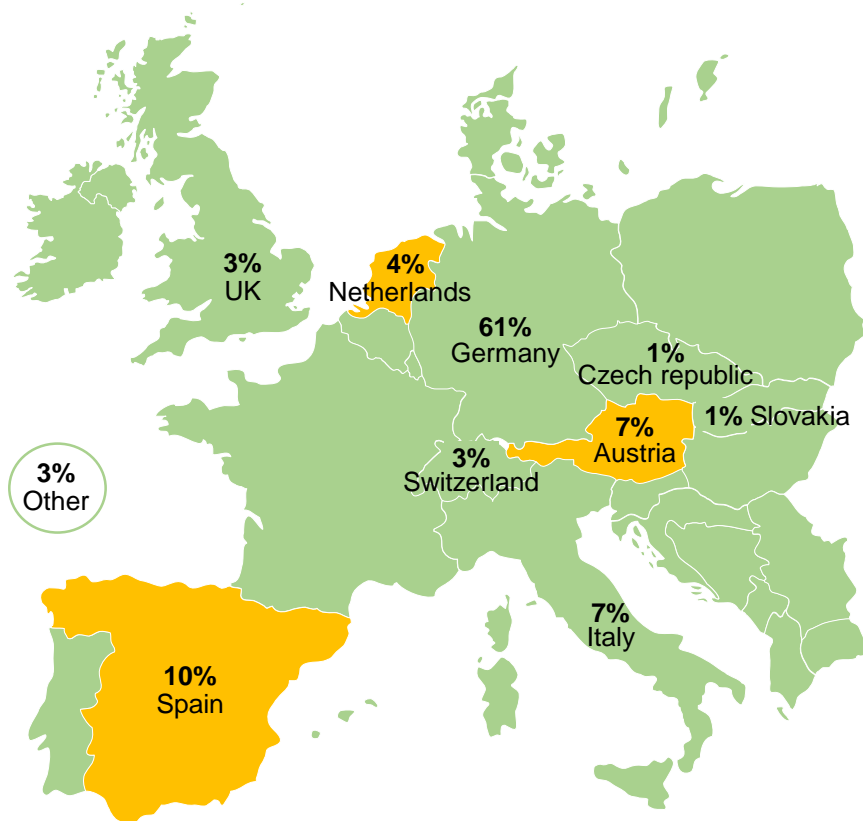 3%
UK
4%
Netherlands
61%
Germany
1%
Czech republic
1% Slovakia
7%
Austria
3%
Switzerland
3%
Other
7%
Italy
10%
Spain